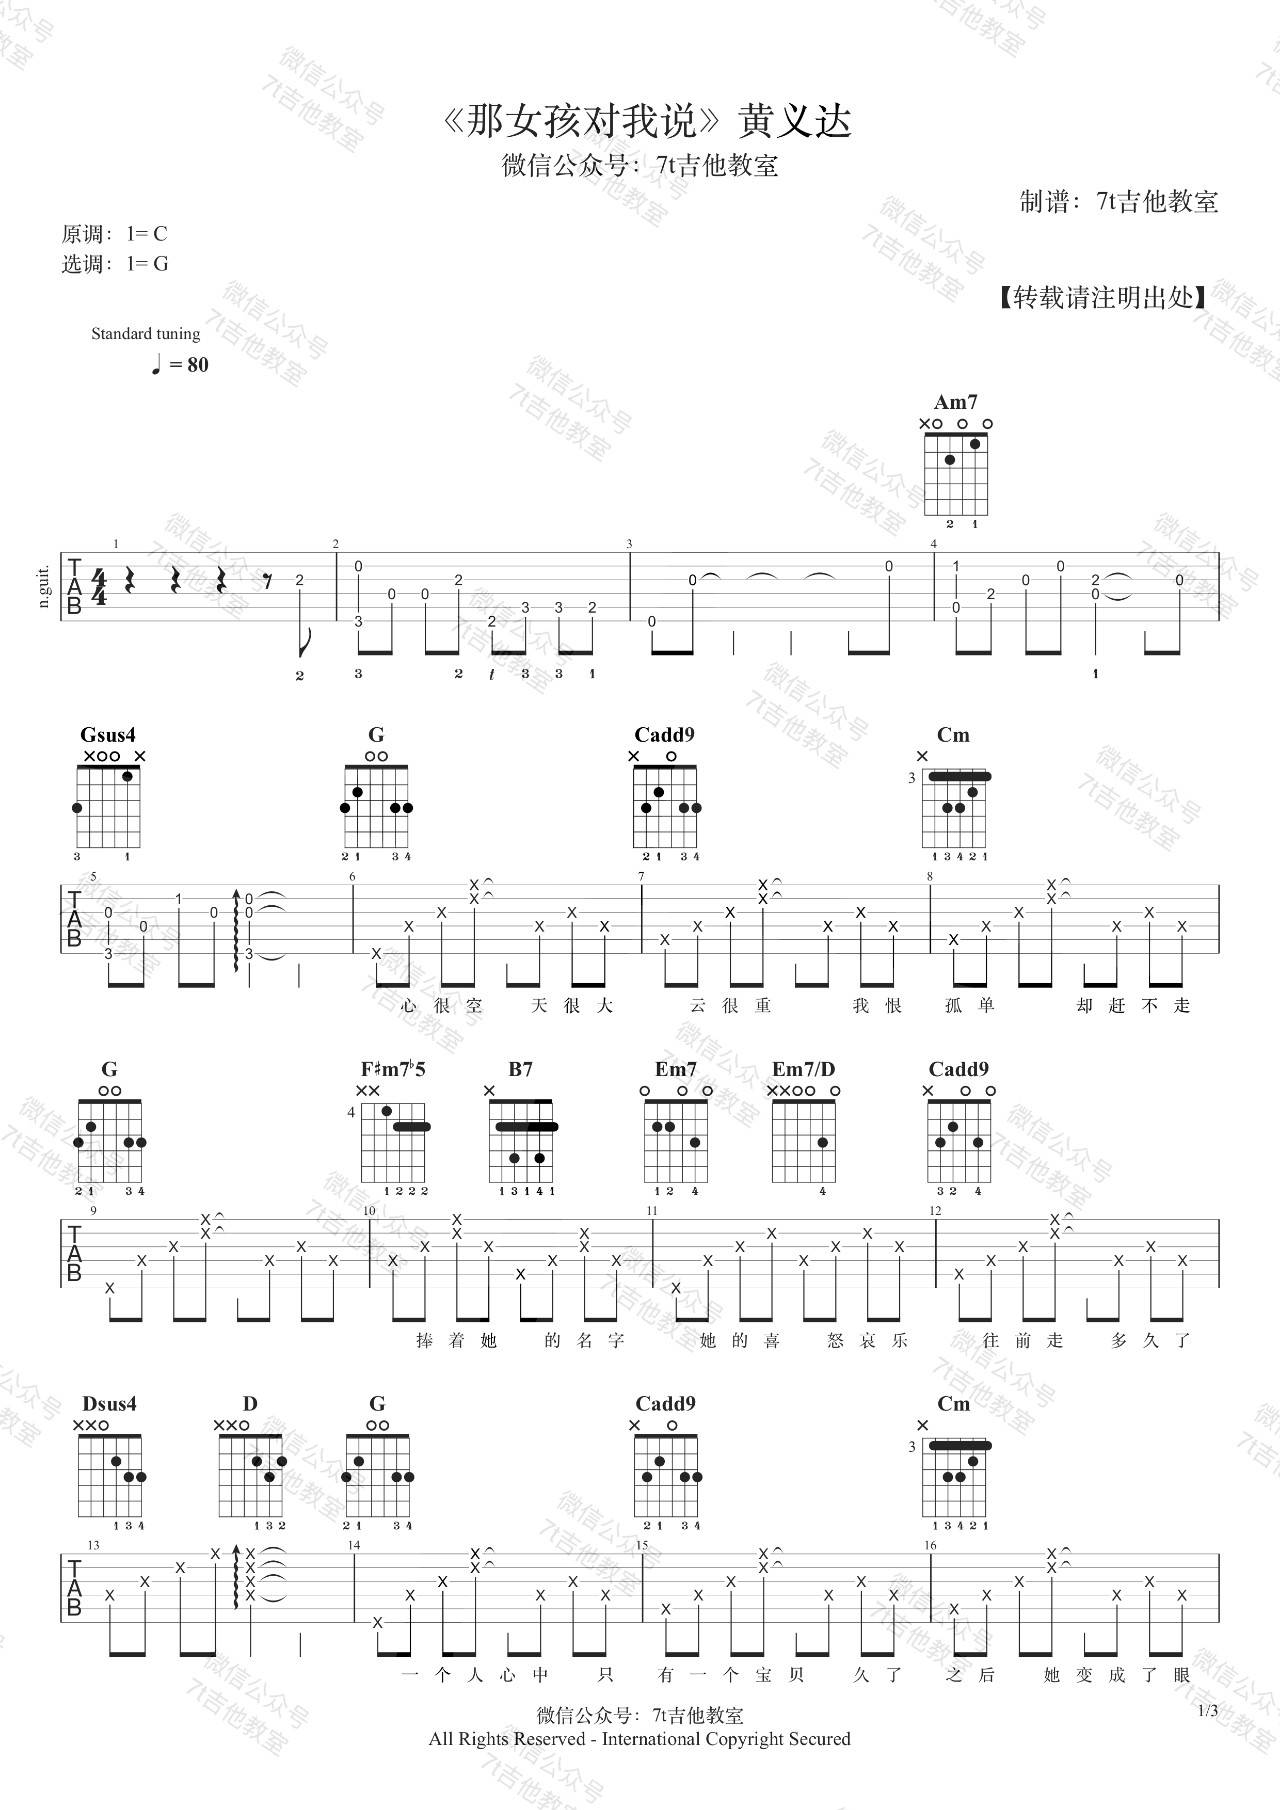 《那女孩对我说》黄义达
微信公众号：7t吉他教室
制谱：7t吉他教室
原调：1= C
选调：1= G
【转载请注明出处】
Standard tuning
♩ = 80
Am7
n.guit.
Gsus4 G Cadd9 Cm
心 很 空 天 很 大 云 很 重 我 恨 孤 单 却 赶 不 走
G F♯m7♭5 B7 Em7 Em7/D Cadd9
捧 着 她 的 名 字 她 的 喜 怒 哀 乐 往 前 走 多 久 了
Dsus4 D G Cadd9 Cm
一 个 人 心 中 只 有 一 个 宝 贝 久 了 之 后 她 变 成 了 眼
微信公众号：7t吉他教室
1/3
All Rights Reserved - International Copyright Secured